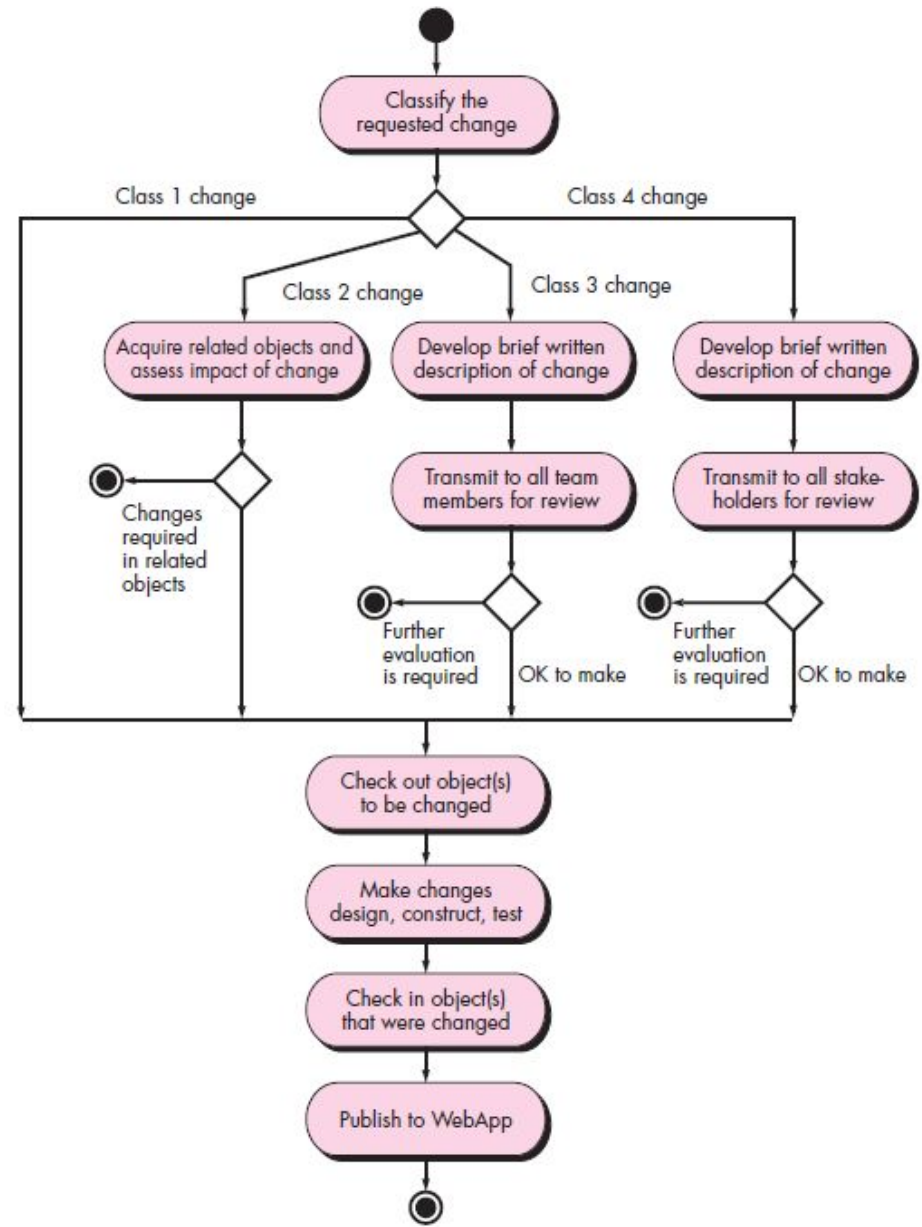 Classify the
requested change
Class 1 change
Class 4 change
Class 2 change
Class 3 change
Acquire related objects and
assess impact of change
Develop brief written
description of change
Develop brief written
description of change
Transmit to all team
members for review
Transmit to all stake-
holders for review
Changes
required
in related
objects
Further
evaluation
is required
OK to make
Further
evaluation
is required
OK to make
Check out object(s)
to be changed
Make changes
design, construct, test
Check in object(s)
that were changed
Publish to WebApp